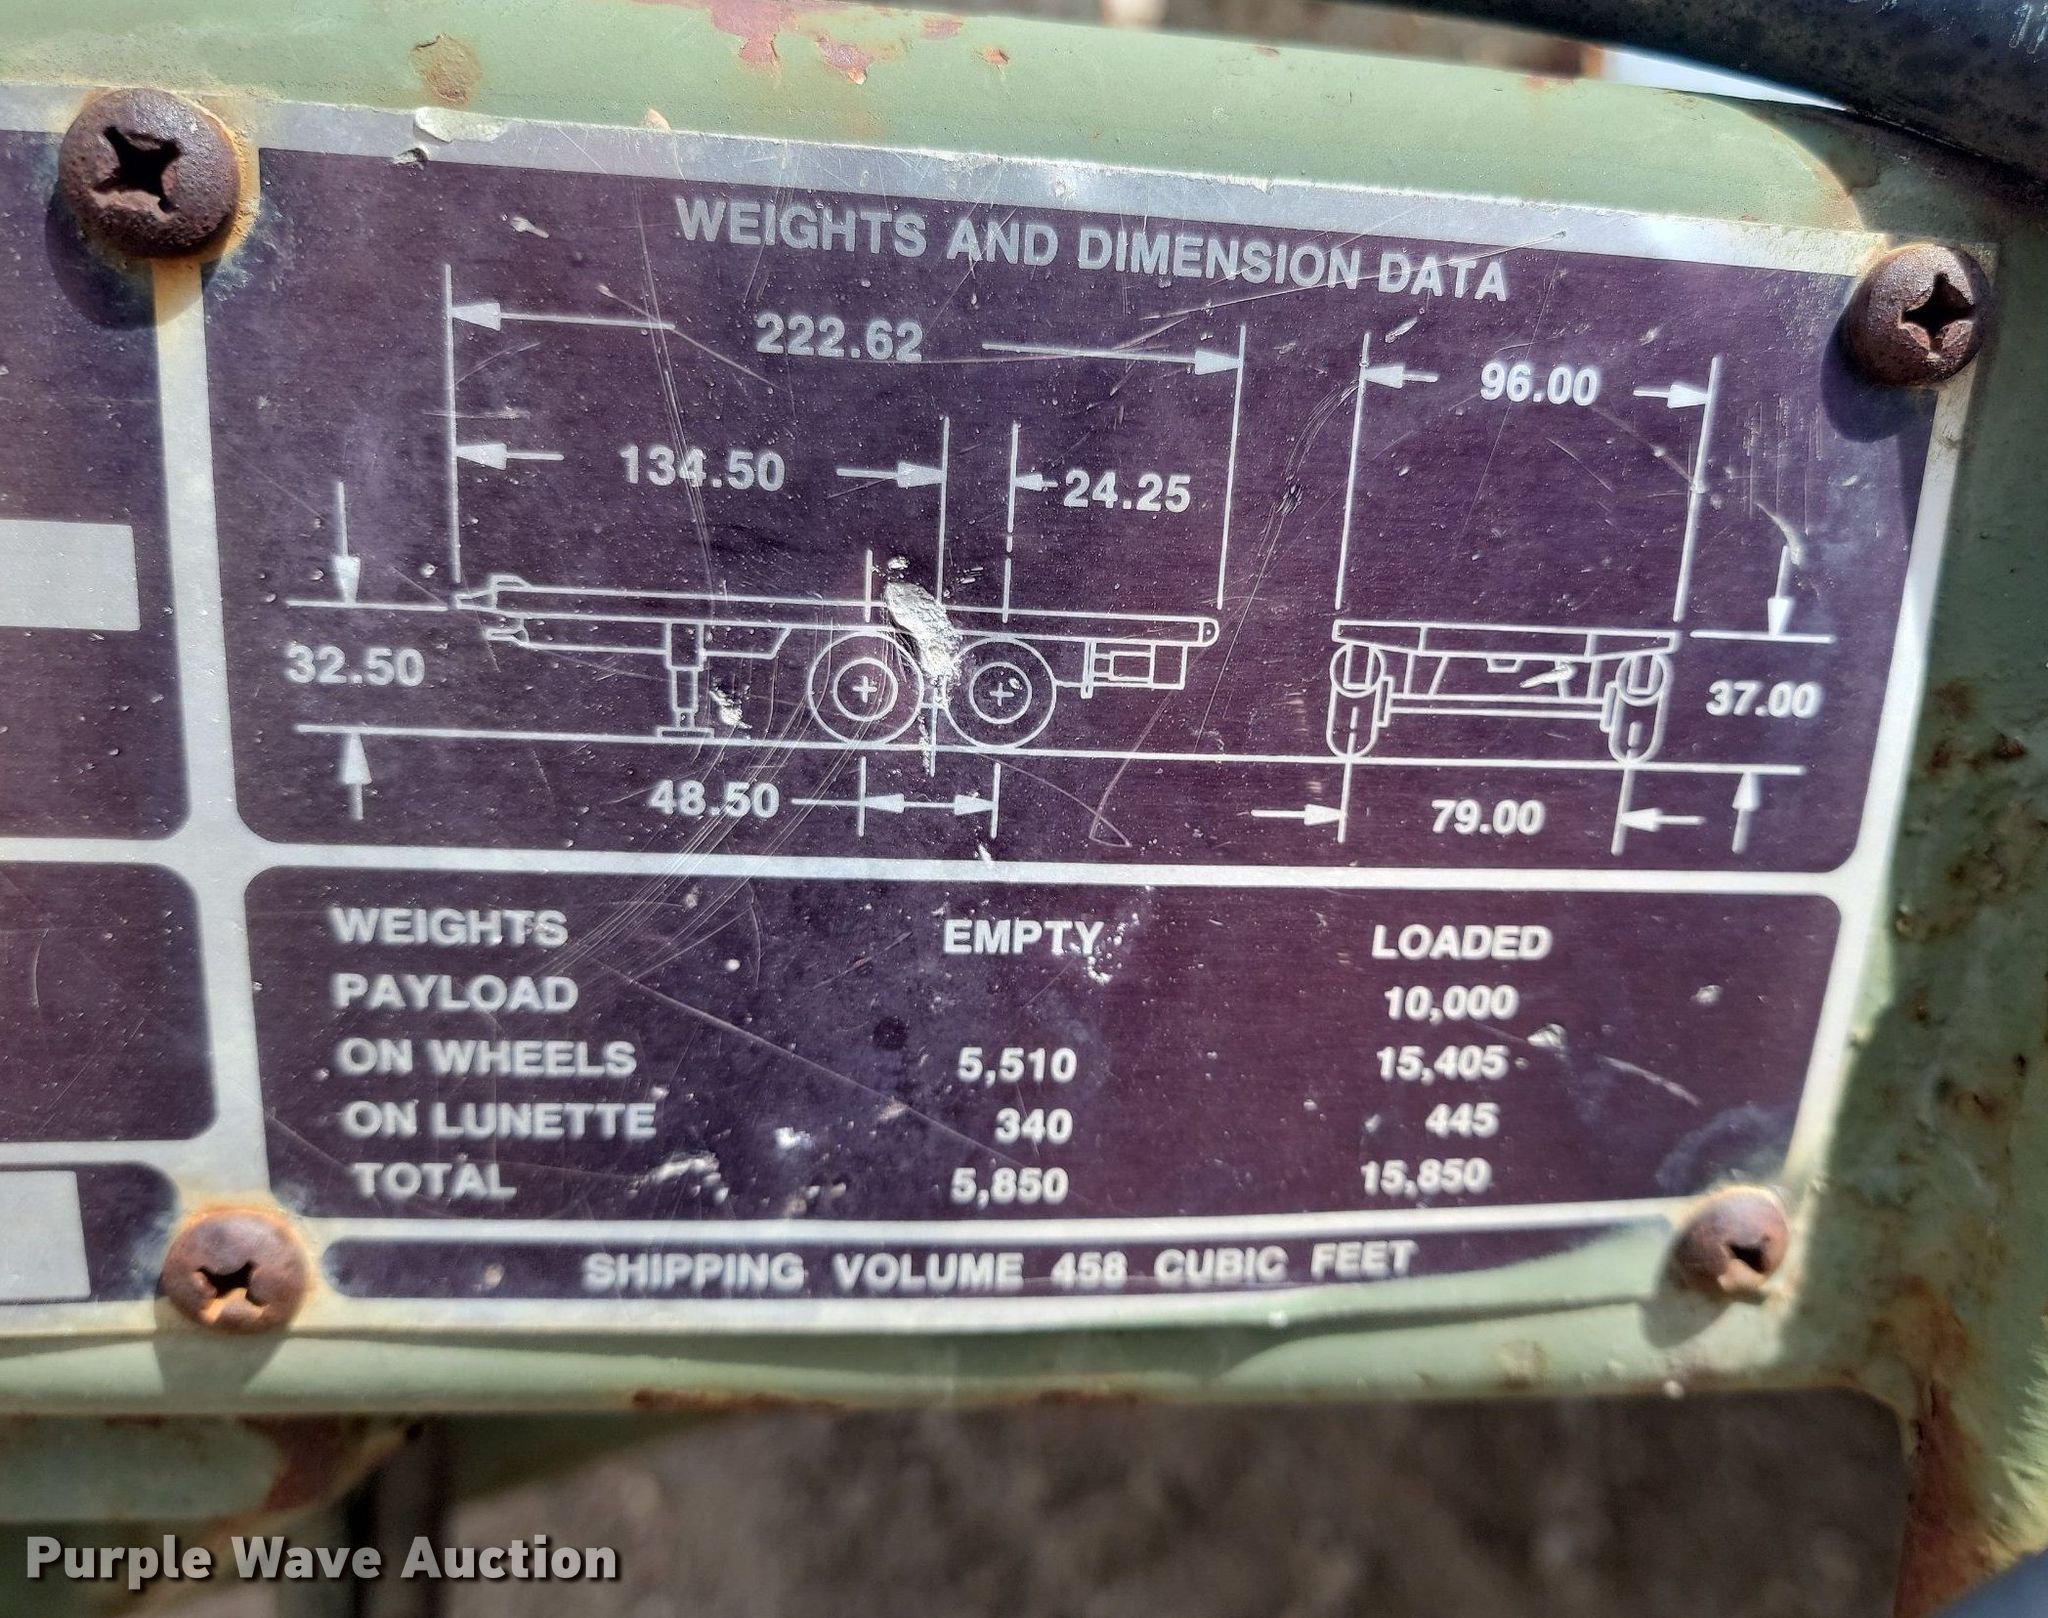 WEIGHTS AND DIMENSION DATA
222.62
96.00
134.50
24.25
32.50
37.00
48.50
79.00
WEIGHTS EMPTY LOADED
PAYLOAD 10,000
ON WHEELS 5,510 15,405
ON LUNETTE 340 445
TOTAL 5,850 15,850
SHIPPING VOLUME 458 CUBIC FEET
Purple Wave Auction